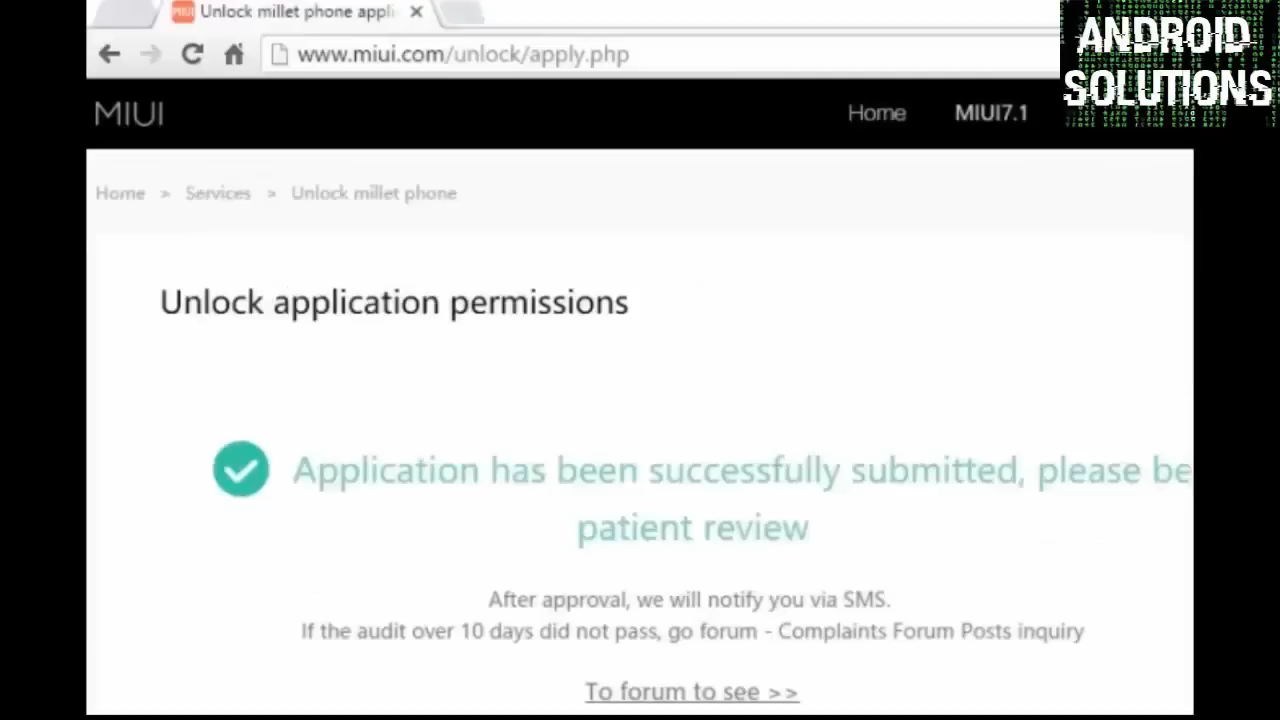 MIUI Unlock millet phone appli
www.miui.com/unlock/apply.php
ANDROID
SOLUTIONS
MIUI
Home MIUI7.1
Home > Services > Unlock millet phone
Unlock application permissions
Application has been successfully submitted, please be
patient review
After approval, we will notify you via SMS.
If the audit over 10 days did not pass, go forum - Complaints Forum Posts inquiry
To forum to see >>